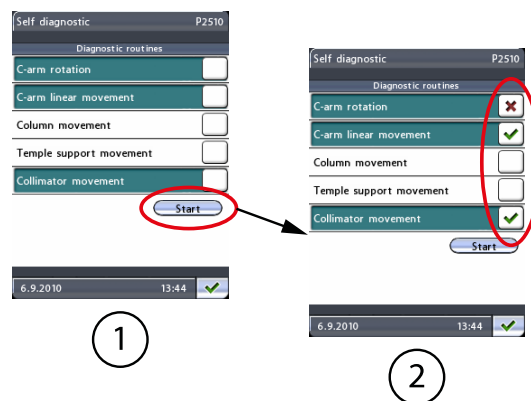 Self diagnostic P2510
Diagnostic routines
C-arm rotation
C-arm linear movement
Column movement
Temple support movement
Collimator movement
Start
6.9.2010 13:44
1
Self diagnostic P2510
Diagnostic routines
C-arm rotation
C-arm linear movement
Column movement
Temple support movement
Collimator movement
Start
6.9.2010 13:44
2